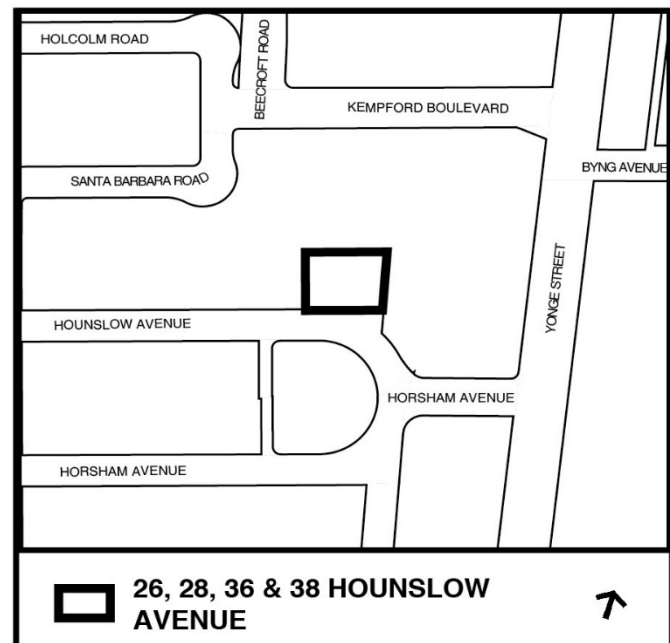 HOLCOLM ROAD
BEECROFT ROAD
KEMPFORD BOULEVARD
BYNG AVENUE
SANTA BARBARA ROAD
YONGE STREET
HOUNSLOW AVENUE
HORSHAM AVENUE
HORSHAM AVENUE
26, 28, 36 & 38 HOUNSLOW
AVENUE